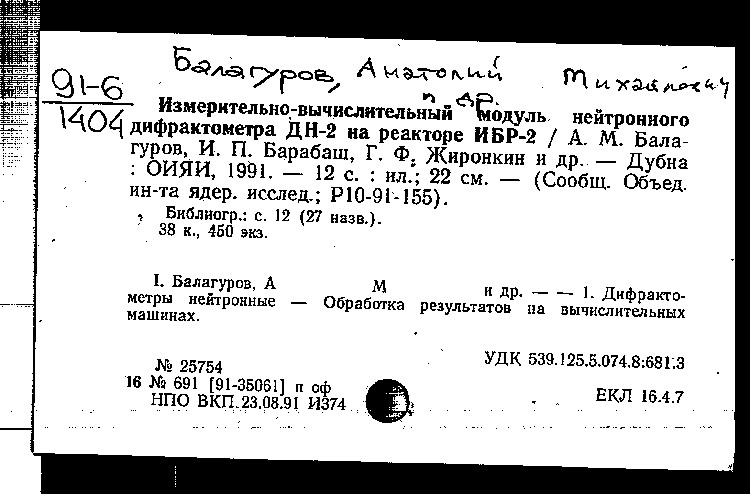 Балагуров, Анатолий Михайлович
и др.
91-6
1404
Измерительно-вычислительный модуль нейтронного
дифрактометра ДН-2 на реакторе ИБР-2 / А. М. Бала-
гуров, И. П. Барабаш, Г. Ф. Жиронкин и др. — Дубна
: ОИЯИ, 1991. — 12 с. : ил.; 22 см. — (Сообщ. Объед.
ин-та ядер. исслед.; Р10-91-155).
Библиогр.: с. 12 (27 назв.).
38 к., 450 экз.
I. Балагуров, А М и др. — — 1. Дифракто-
метры нейтронные — Обработка результатов на вычислительных
машинах.
№ 25754 УДК 539.125.5.074.8:681.3
16 № 691 [91-35061] п оф
НПО ВКП.23.08.91 И374 ЕКЛ 16.4.7